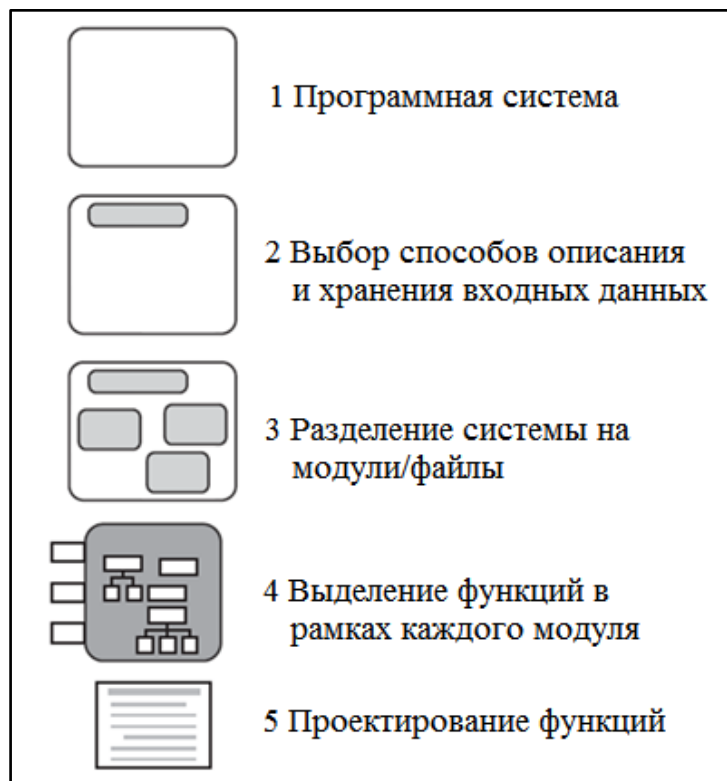 1 Программная система
2 Выбор способов описания
и хранения входных данных
3 Разделение системы на
модули/файлы
4 Выделение функций в
рамках каждого модуля
5 Проектирование функций